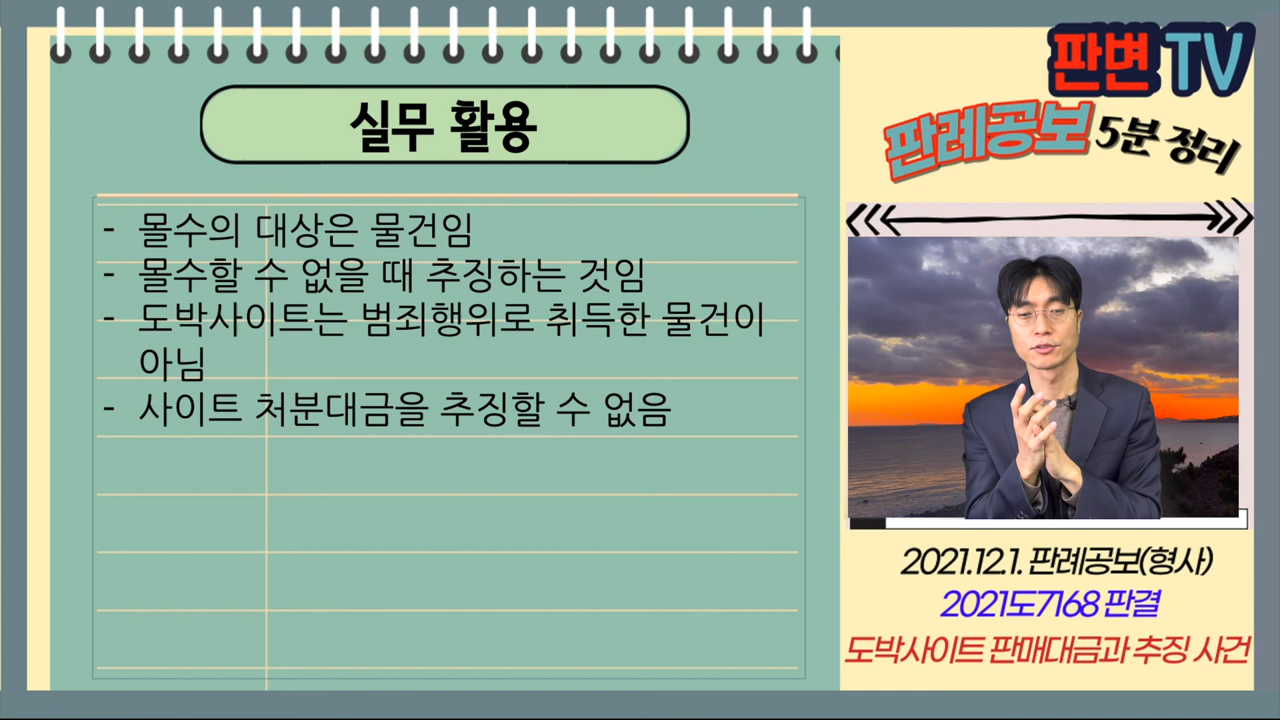 실무 활용
- 몰수의 대상은 물건임
- 몰수할 수 없을 때 추징하는 것임
- 도박사이트는 범죄행위로 취득한 물건이
아님
- 사이트 처분대금을 추징할 수 없음
판변 TV
판례공보 5분 정리
2021.12.1. 판례공보(형사)
2021도7168 판결
도박사이트 판매대금과 추징 사건